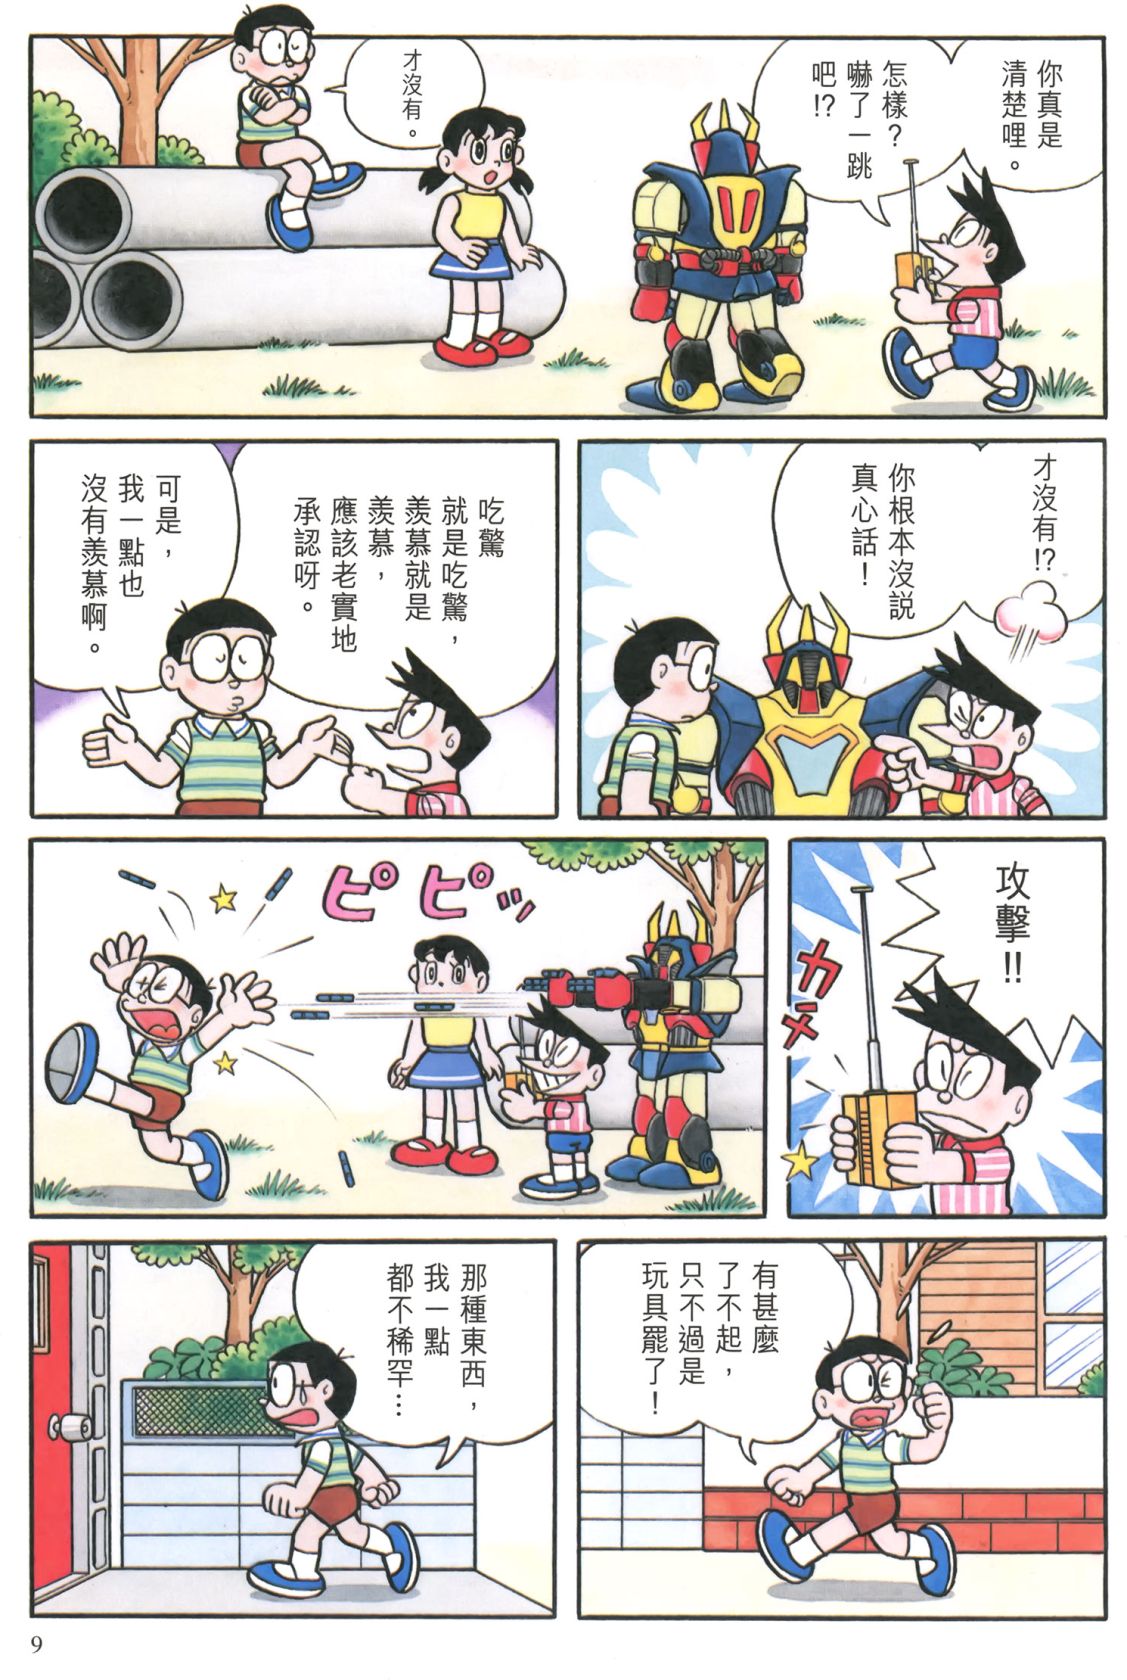 你真是
清楚哩。
怎樣？
嚇了一跳
吧!?
才沒有。
才沒有!?
你根本沒說
真心話！
吃驚
就是吃驚，
羨慕就是
羨慕，
應該老實地
承認呀。
可是，
我一點也
沒有羨慕啊。
攻擊!!
カチャ
ピピッ
有甚麼
了不起，
只不過是
玩具罷了！
那種東西，
我一點
都不稀罕…
9